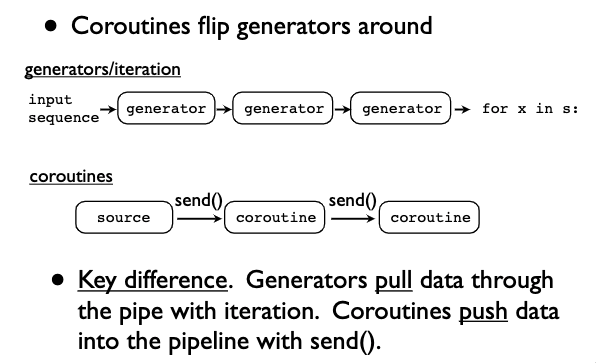 • Coroutines flip generators around
generators/iteration
input
sequence
generator
generator
generator
for x in s:
coroutines
send()
send()
source
coroutine
coroutine
• Key difference. Generators pull data through
the pipe with iteration. Coroutines push data
into the pipeline with send().